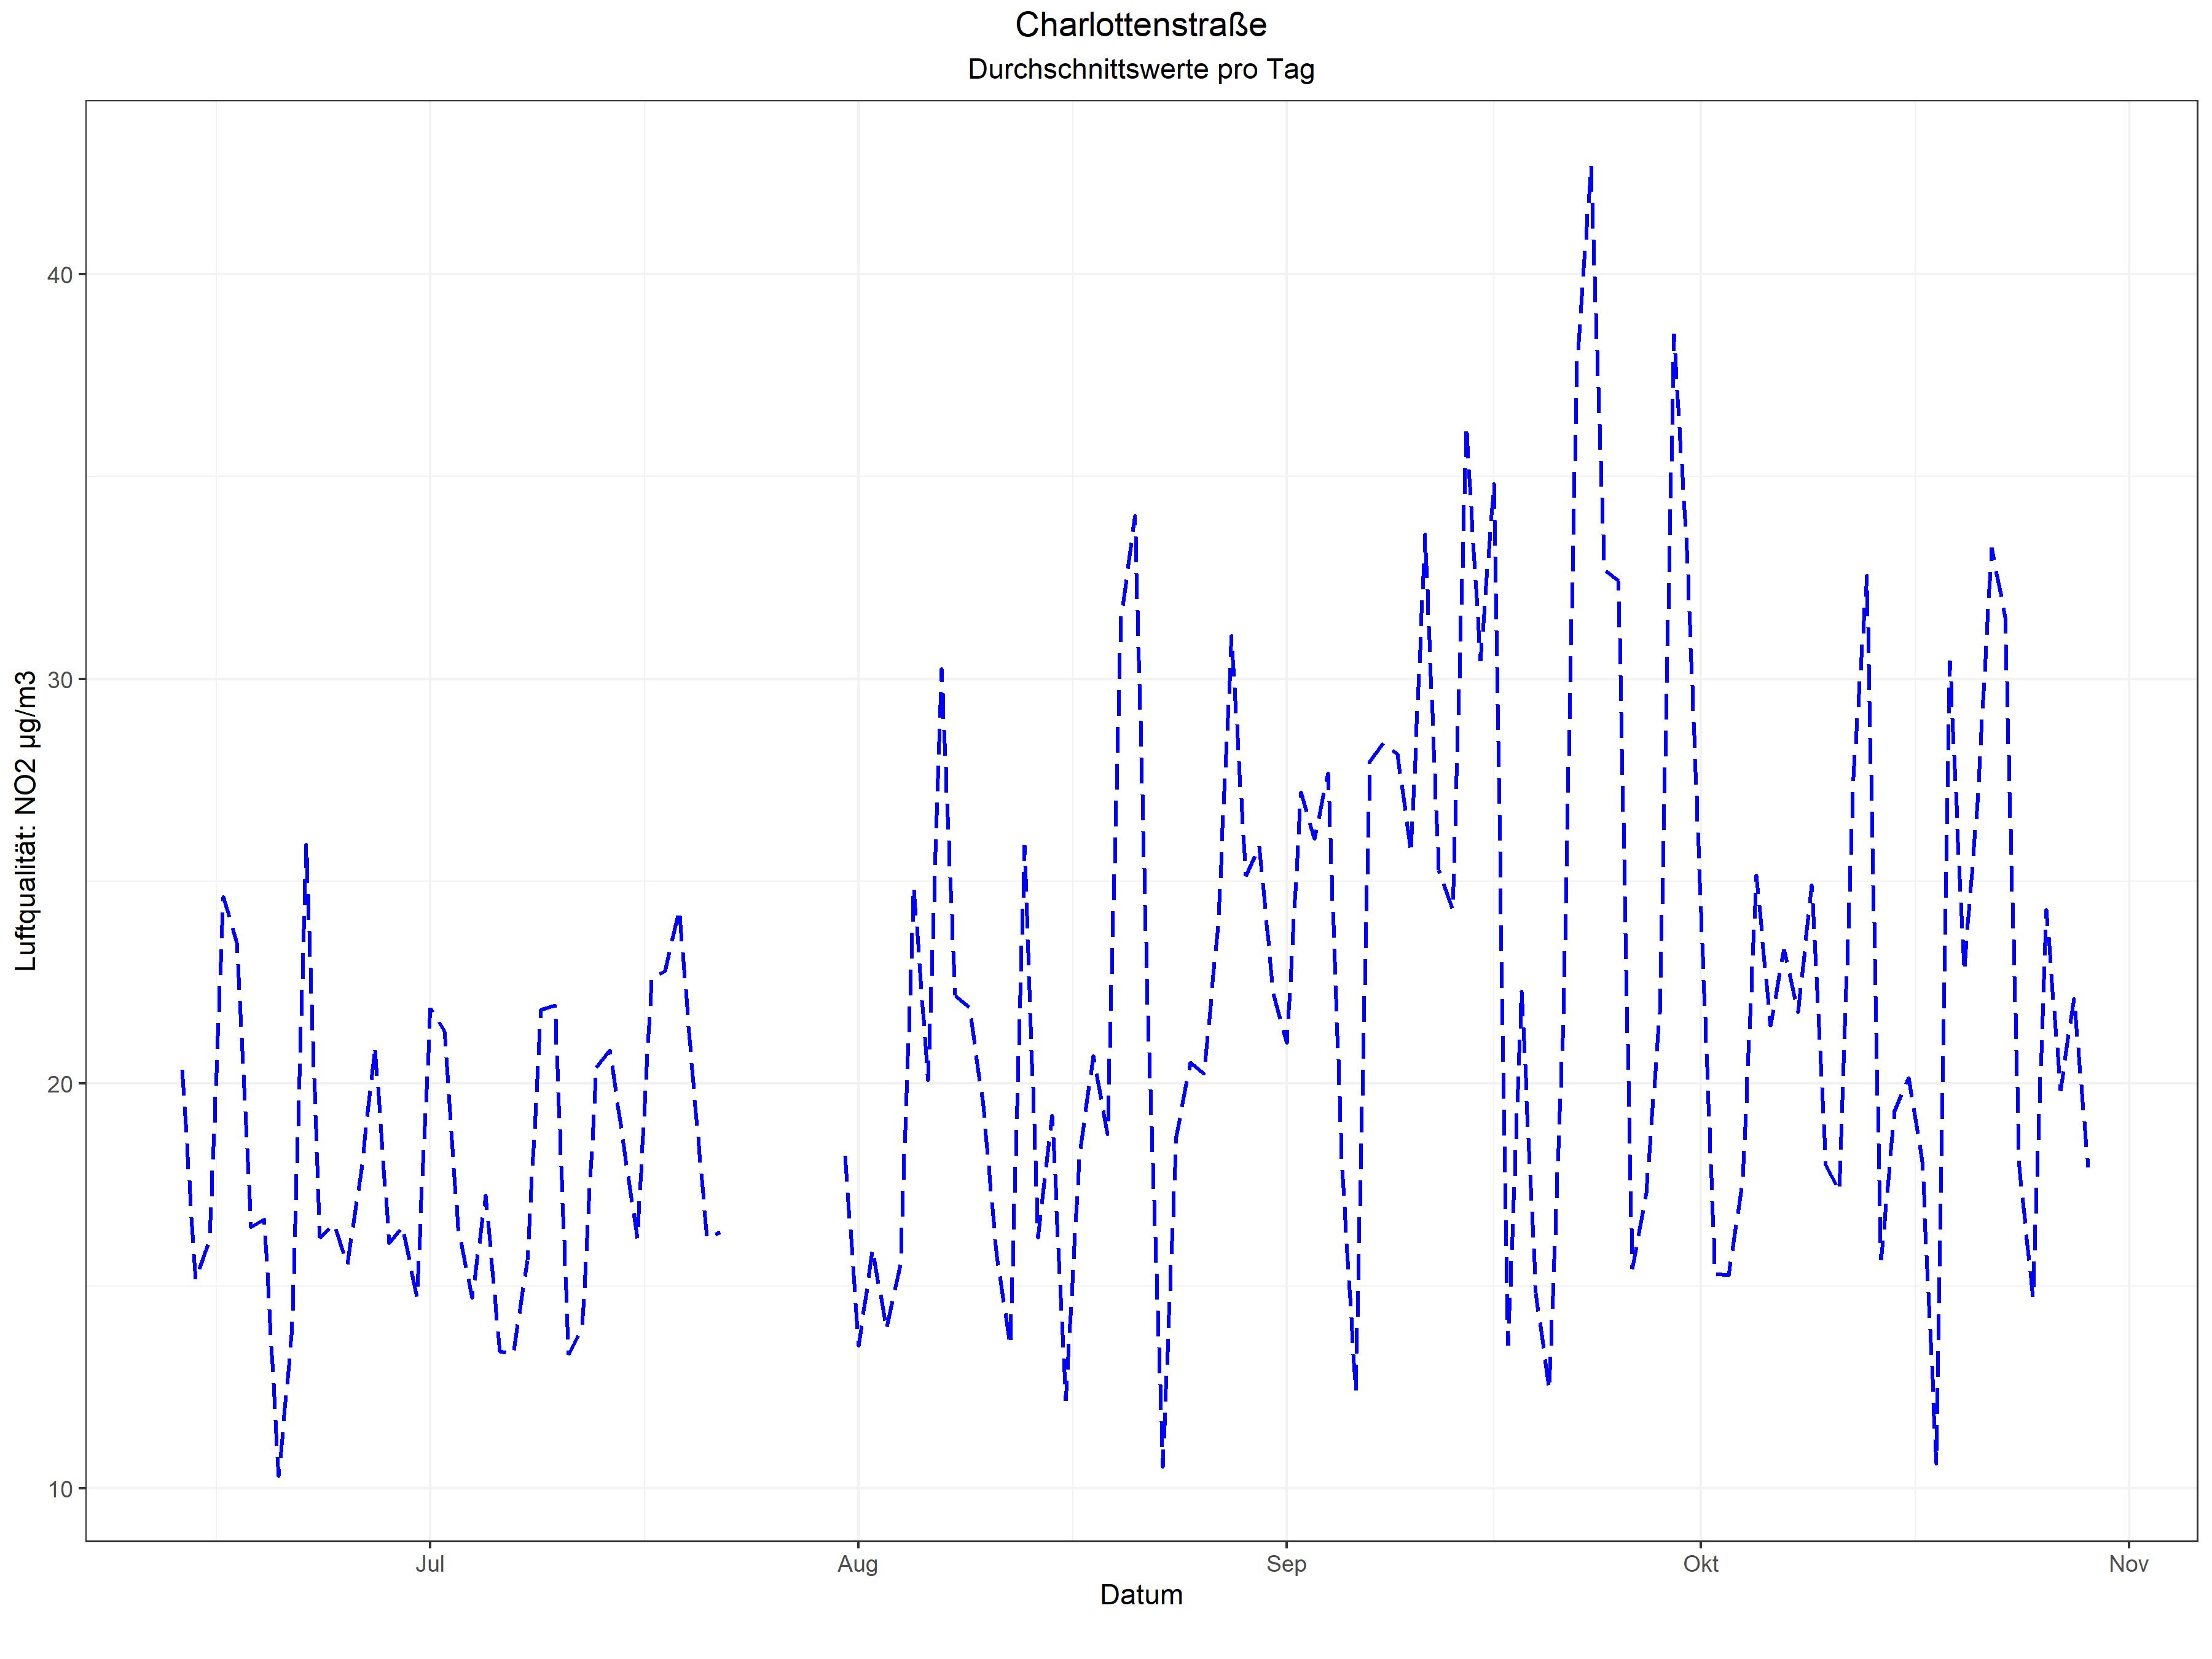 Charlottenstraße
Durchschnittswerte pro Tag
Luftqualität: NO2 µg/m3
40
30
20
10
Jul Aug Sep Okt Nov
Datum